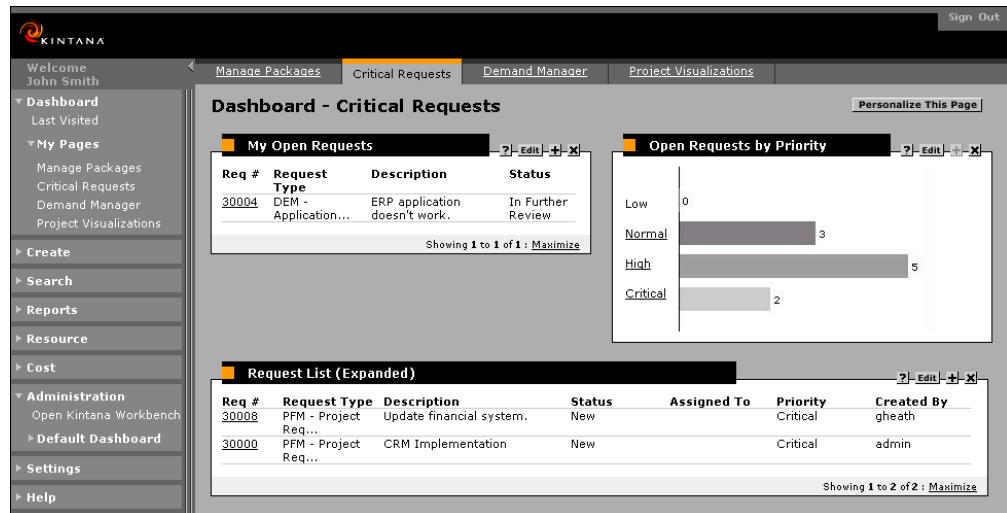 Sign Out
KINTANA
Welcome
John Smith
Manage Packages
Critical Requests
Demand Manager
Project Visualizations
Dashboard
Last Visited
My Pages
Manage Packages
Critical Requests
Demand Manager
Project Visualizations
Create
Search
Reports
Resource
Cost
Administration
Open Kintana Workbench
Default Dashboard
Settings
Help
Dashboard - Critical Requests
Personalize This Page
My Open Requests
? Edit + X
Req # Request Type Description Status
30004 DEM - Application... ERP application doesn't work. In Further Review
Showing 1 to 1 of 1 : Maximize
Open Requests by Priority
? Edit + X
Low 0
Normal 3
High 5
Critical 2
Request List (Expanded)
? Edit + X
Req # Request Type Description Status Assigned To Priority Created By
30008 PFM - Project Req... Update financial system. New Critical gheath
30000 PFM - Project Req... CRM Implementation New Critical admin
Showing 1 to 2 of 2 : Maximize